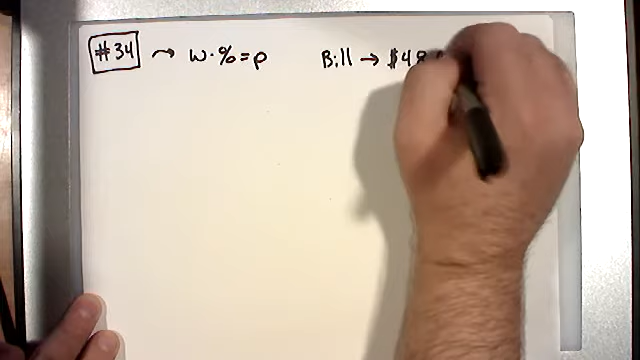 #34 → w · % = p Bill → $48